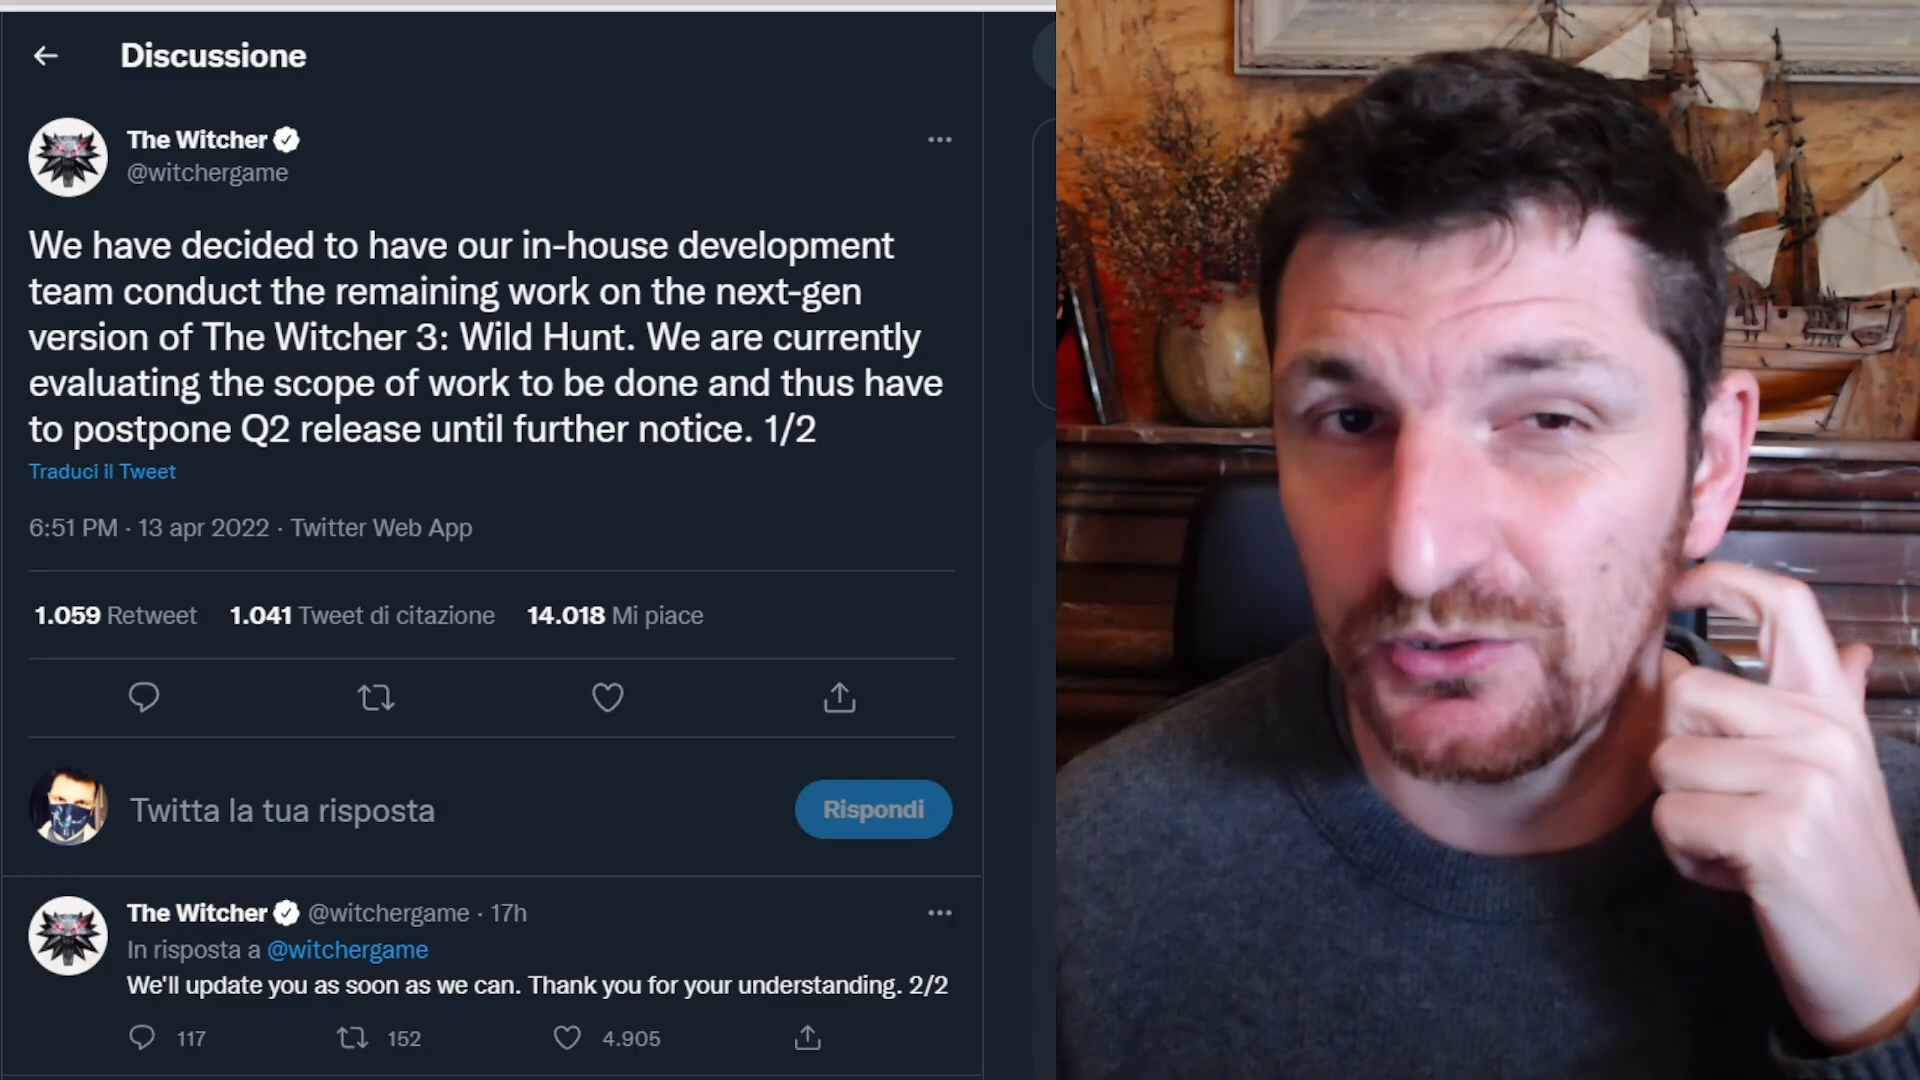 Discussione
The Witcher
@witchergame
We have decided to have our in-house development
team conduct the remaining work on the next-gen
version of The Witcher 3: Wild Hunt. We are currently
evaluating the scope of work to be done and thus have
to postpone Q2 release until further notice. 1/2
Traduci il Tweet
6:51 PM · 13 apr 2022 · Twitter Web App
1.059 Retweet 1.041 Tweet di citazione 14.018 Mi piace
Twitta la tua risposta
Rispondi
The Witcher @witchergame · 17h
In risposta a @witchergame
We'll update you as soon as we can. Thank you for your understanding. 2/2
117 152 4.905